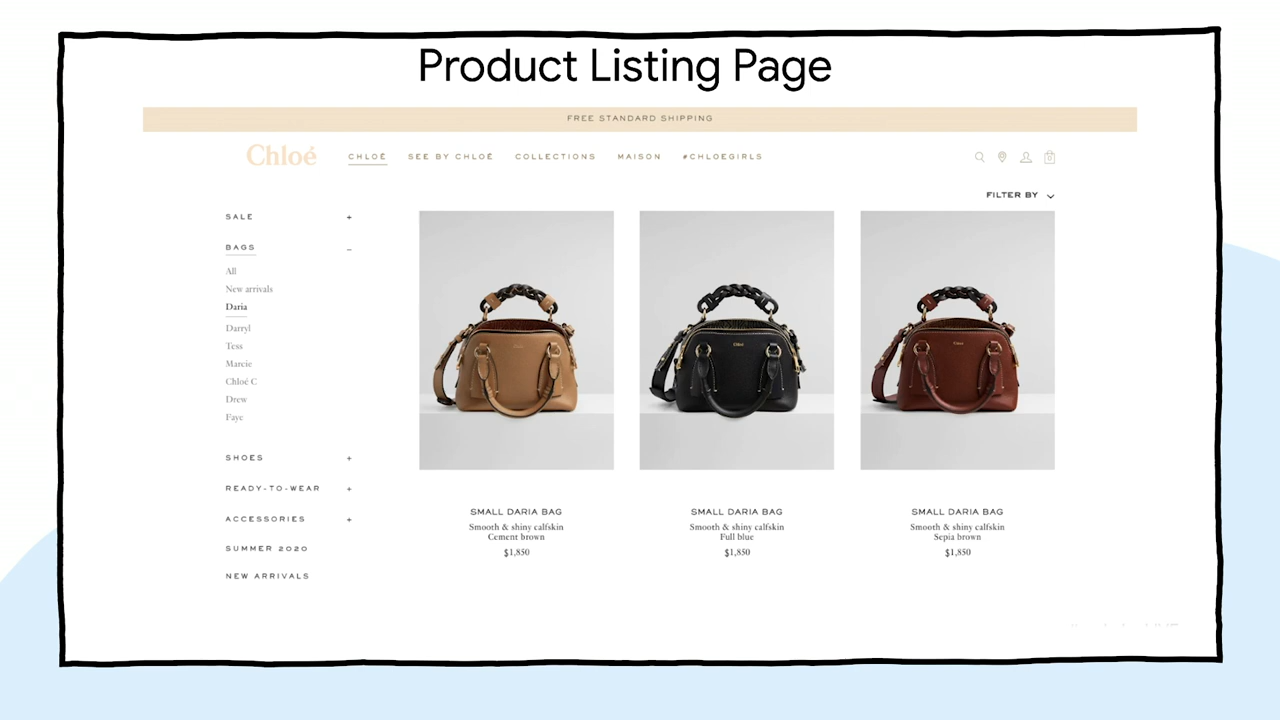 Product Listing Page
FREE STANDARD SHIPPING
Chloé
CHLOÉ SEE BY CHLOÉ COLLECTIONS MAISON #CHLOEGIRLS
0
FILTER BY
SALE +
BAGS –
All
New arrivals
Daria
Darryl
Tess
Marcie
Chloé C
Drew
Faye
SHOES +
READY-TO-WEAR +
ACCESSORIES +
SUMMER 2020
NEW ARRIVALS
Chloé
Chloé
SMALL DARIA BAG
Smooth & shiny calfskin
Cement brown
$1,850
SMALL DARIA BAG
Smooth & shiny calfskin
Full blue
$1,850
SMALL DARIA BAG
Smooth & shiny calfskin
Sepia brown
$1,850